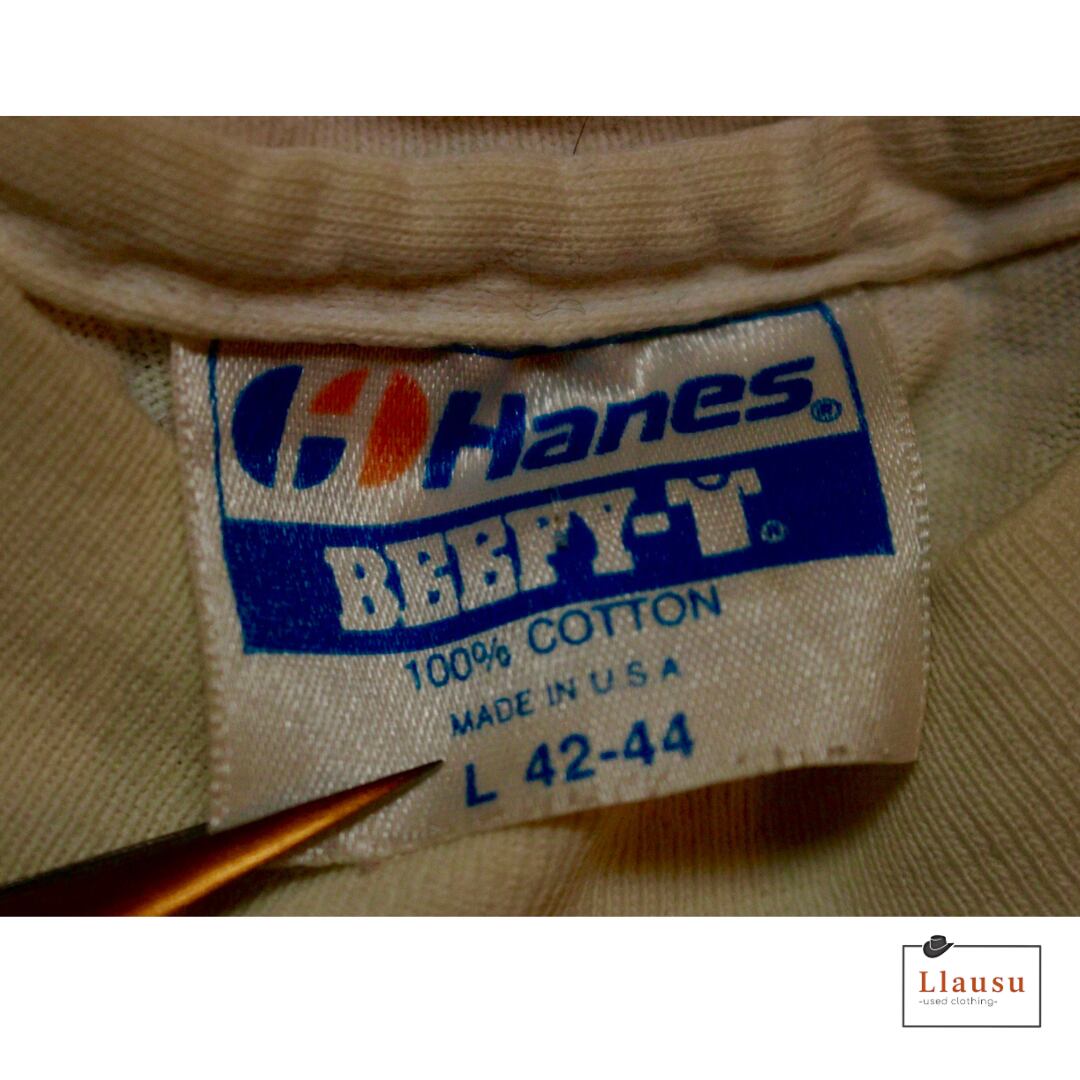 Hanes®
BEEFY-T®
100% COTTON
MADE IN U.S.A
L 42-44
Llausu
-used clothing-